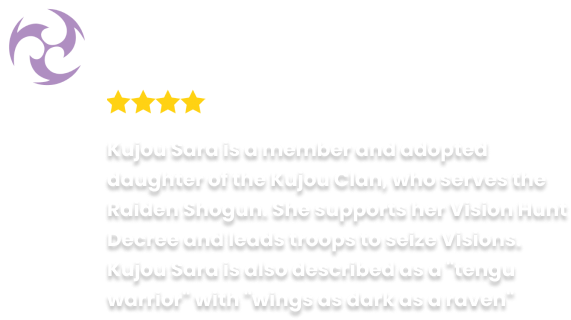 Kujou Sara is a member and adopted
daughter of the Kujou Clan, who serves the
Raiden Shogun. She supports her Vision Hunt
Decree and leads troops to seize Visions.
Kujou Sara is also described as a "tengu
warrior" with "wings as dark as a raven"